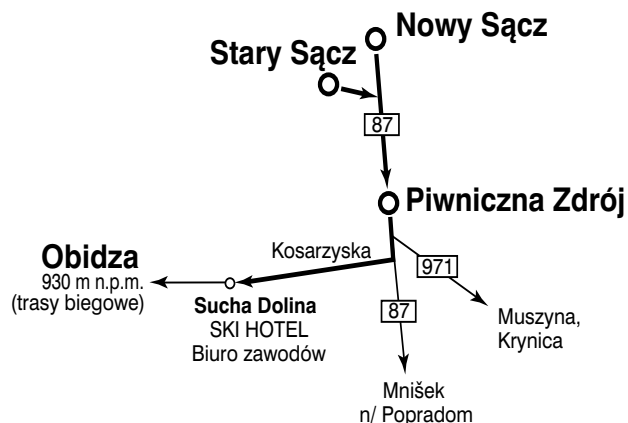 Nowy Sącz
Stary Sącz
87
Piwniczna Zdrój
Kosarzyska
971
Obidza
930 m n.p.m.
(trasy biegowe)
Sucha Dolina
SKI HOTEL
Biuro zawodów
87
Muszyna,
Krynica
Mnišek
n/ Popradom